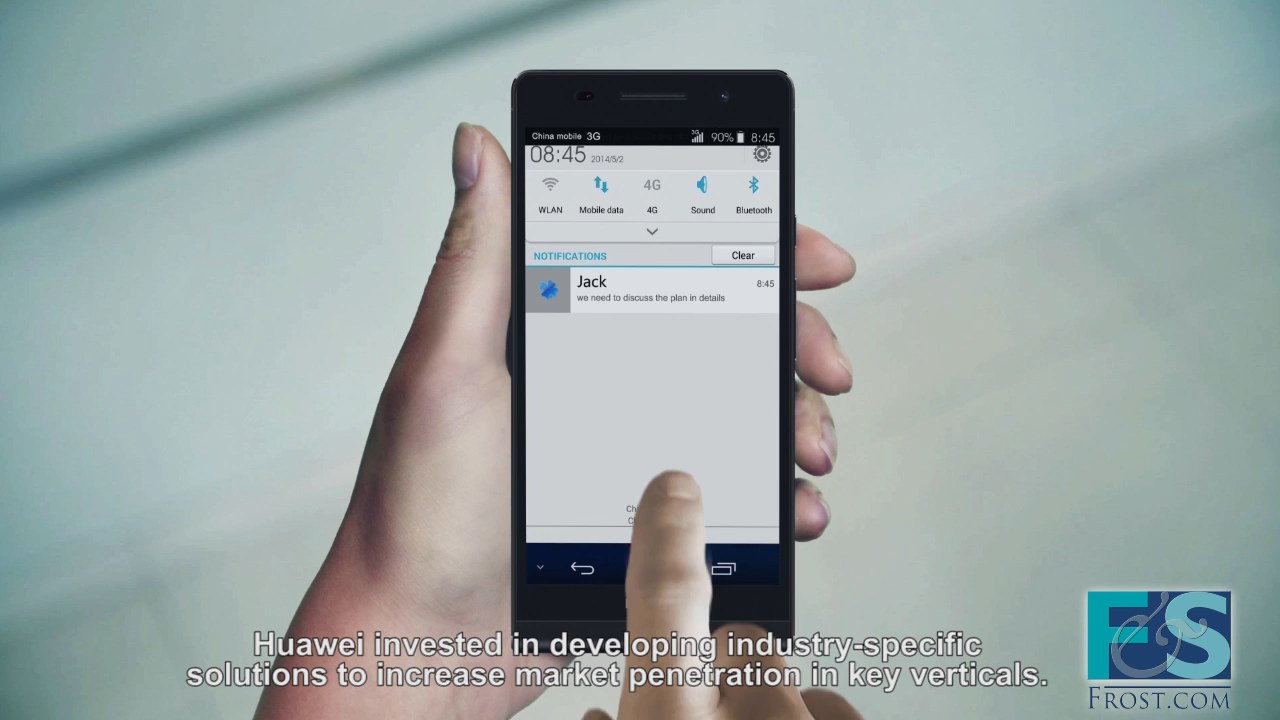 China mobile 3G
3G 90% 8:45
08:45 2014/5/2
WLAN Mobile data 4G 4G Sound Bluetooth
NOTIFICATIONS Clear
Jack 8:45
we need to discuss the plan in details
Huawei invested in developing industry-specific
solutions to increase market penetration in key verticals.
F&S
FROST.COM